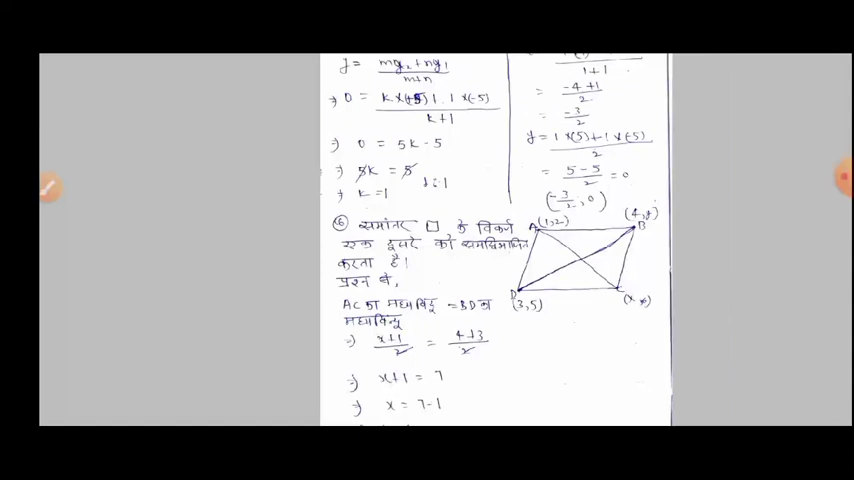 y = my₂ + ny₁ / m+n
⇒ 0 = / k+1
⇒ 0 = 5k - 5
⇒ 5k = 5
⇒ k = 1
1:1
1+1
= -4+1 / 2
= -3 / 2
y = 1×(5)+1×(-5) / 2
= 5-5 / 2 = 0
(-3/2, 0)
⑥ समांतर □ के विकर्ण
एक दूसरे को समद्विभाजित
करता है।
प्रश्न से,
AC का मध्यबिंदु = BD का
मध्यबिन्दु
⇒ x+1 / 2 = 4+3 / 2
⇒ x+1 = 7
⇒ x = 7-1
A (1,2)
(4,y)
B
D
(3,5)
C